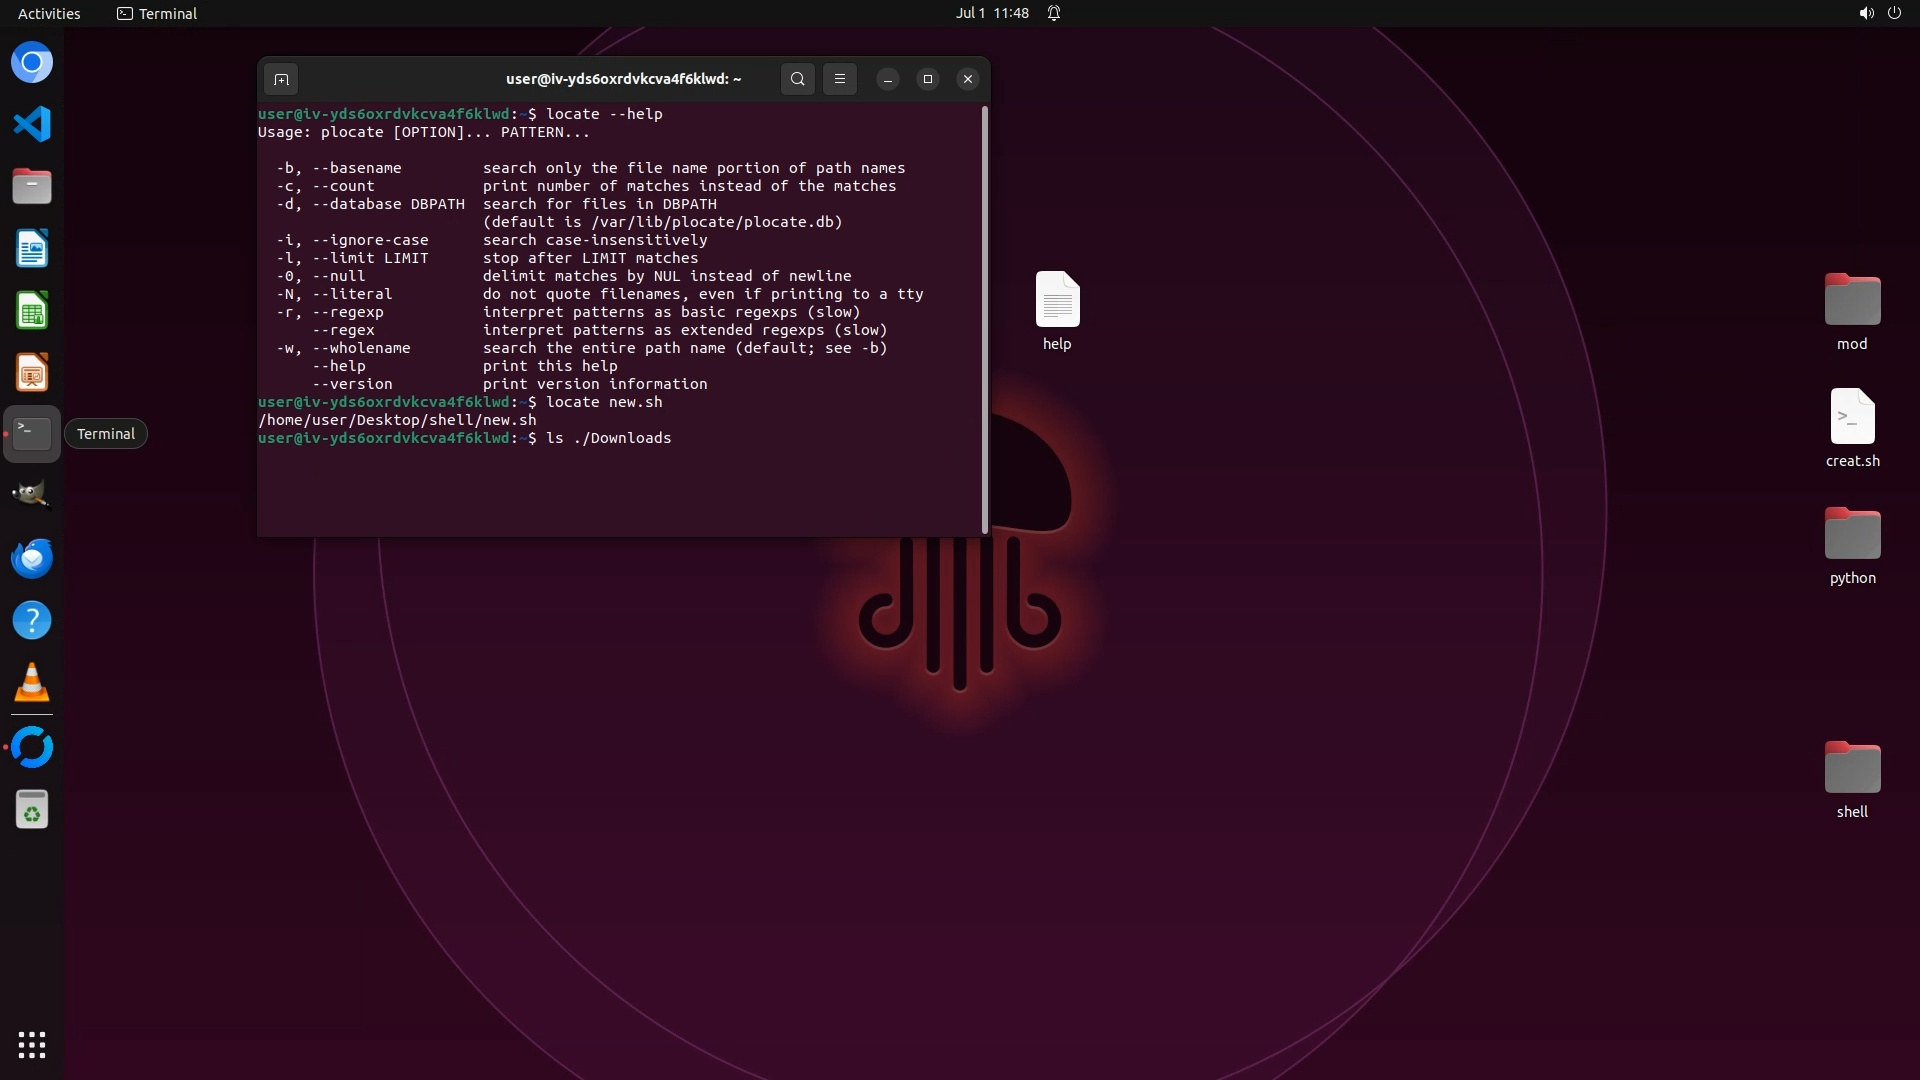 Activities
Terminal
Jul 1 11:48
user@iv-yds6oxrdvkcva4f6klwd: ~
user@iv-yds6oxrdvkcva4f6klwd:~$ locate --help
Usage: plocate [OPTION]... PATTERN...
-b, --basename search only the file name portion of path names
-c, --count print number of matches instead of the matches
-d, --database DBPATH search for files in DBPATH
(default is /var/lib/plocate/plocate.db)
-i, --ignore-case search case-insensitively
-l, --limit LIMIT stop after LIMIT matches
-0, --null delimit matches by NUL instead of newline
-N, --literal do not quote filenames, even if printing to a tty
-r, --regexp interpret patterns as basic regexps (slow)
--regex interpret patterns as extended regexps (slow)
-w, --wholename search the entire path name (default; see -b)
--help print this help
--version print version information
user@iv-yds6oxrdvkcva4f6klwd:~$ locate new.sh
/home/user/Desktop/shell/new.sh
user@iv-yds6oxrdvkcva4f6klwd:~$ ls ./Downloads
Terminal
help
mod
creat.sh
python
shell